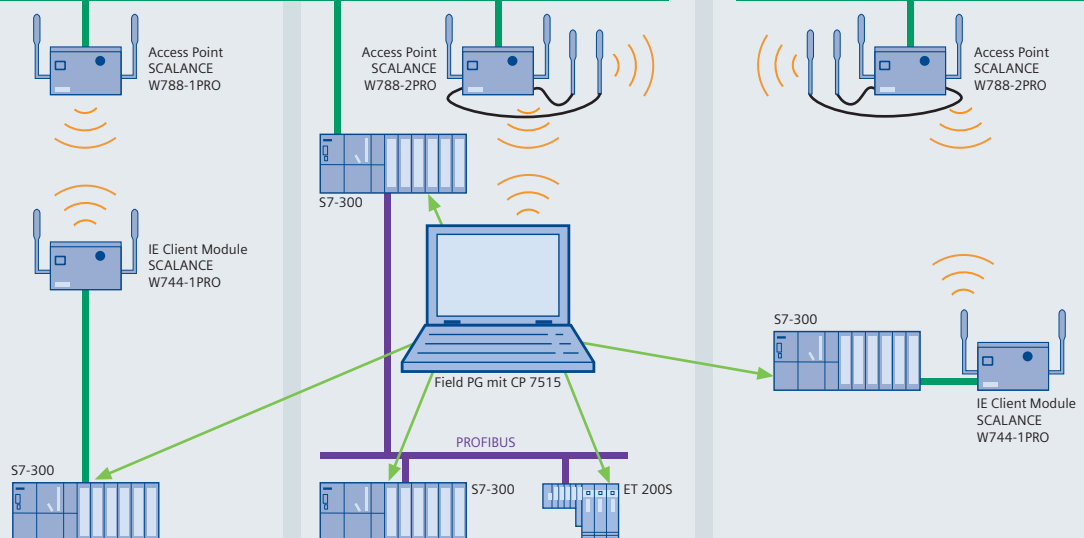 Access Point
SCALANCE
W788-1PRO
Access Point
SCALANCE
W788-2PRO
Access Point
SCALANCE
W788-2PRO
S7-300
IE Client Module
SCALANCE
W744-1PRO
S7-300
Field PG mit CP 7515
IE Client Module
SCALANCE
W744-1PRO
PROFIBUS
S7-300
S7-300
ET 200S